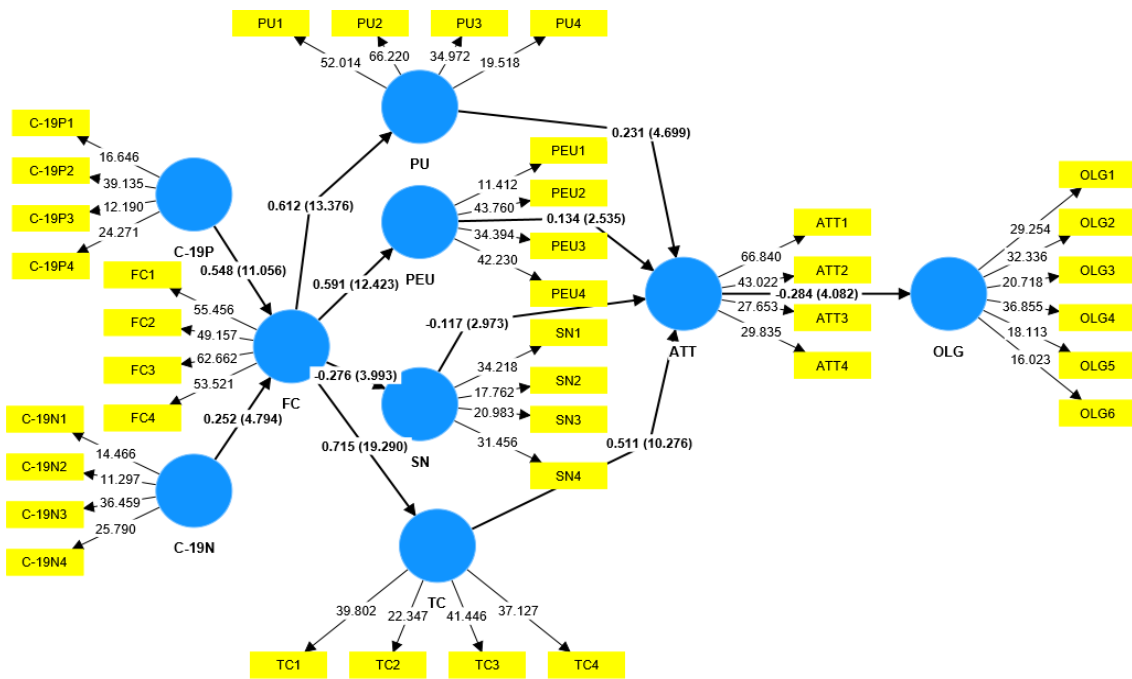 PU1 PU2 PU3 PU4
52.014 66.220 34.972 19.518
PU
C-19P1
C-19P2
C-19P3
C-19P4
16.646
39.135
12.190
24.271
C-19P
0.548 (11.056)
FC1
FC2
FC3
FC4
55.456
49.157
62.662
53.521
FC
C-19N1
C-19N2
C-19N3
C-19N4
14.466
11.297
36.459
25.790
C-19N
0.252 (4.794)
0.612 (13.376)
0.591 (12.423)
-0.276 (3.993)
0.715 (19.290)
PEU
PEU1
PEU2
PEU3
PEU4
11.412
43.760
34.394
42.230
SN
SN1
SN2
SN3
SN4
34.218
17.762
20.983
31.456
TC
39.802 22.347 41.446 37.127
TC1 TC2 TC3 TC4
0.231 (4.699)
0.134 (2.535)
-0.117 (2.973)
0.511 (10.276)
ATT
ATT1
ATT2
ATT3
ATT4
66.840
43.022
27.653
29.835
-0.284 (4.082)
OLG
OLG1
OLG2
OLG3
OLG4
OLG5
OLG6
29.254
32.336
20.718
36.855
18.113
16.023